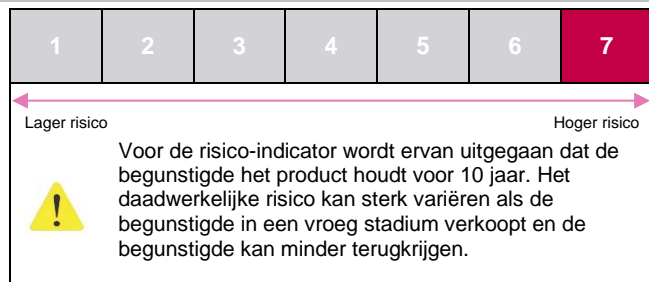 1 2 3 4 5 6 7
Lager risico Hoger risico
Voor de risico-indicator wordt ervan uitgegaan dat de
begunstigde het product houdt voor 10 jaar. Het
daadwerkelijke risico kan sterk variëren als de
begunstigde in een vroeg stadium verkoopt en de
begunstigde kan minder terugkrijgen.